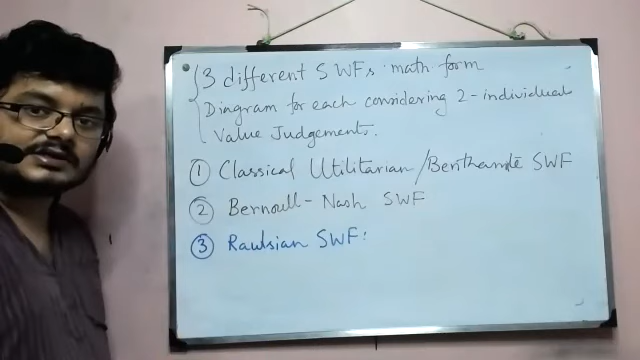 3 different SWFs. math form
Diagram for each considering 2-individual
Value Judgements.
① Classical Utilitarian/Benthamite SWF
② Bernoull-Nash SWF
③ Rawlsian SWF: